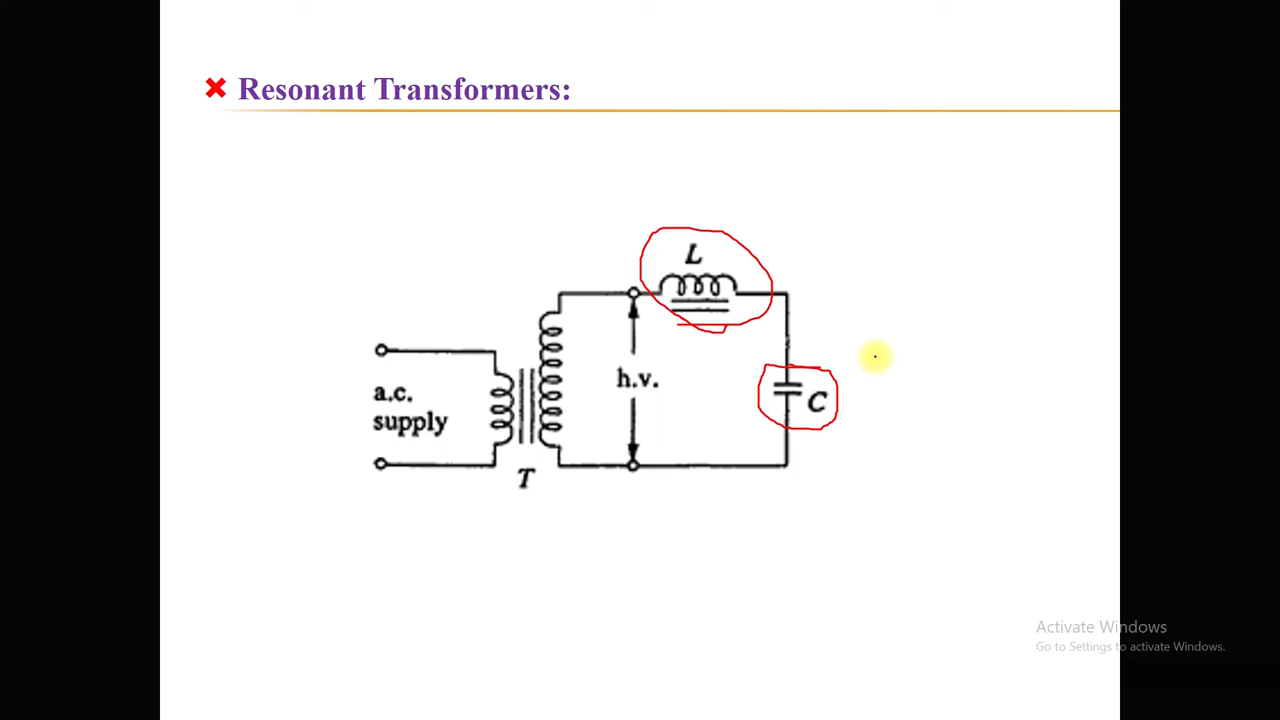 Resonant Transformers:
L
h.v.
C
a.c.
supply
T
Activate Windows
Go to Settings to activate Windows.